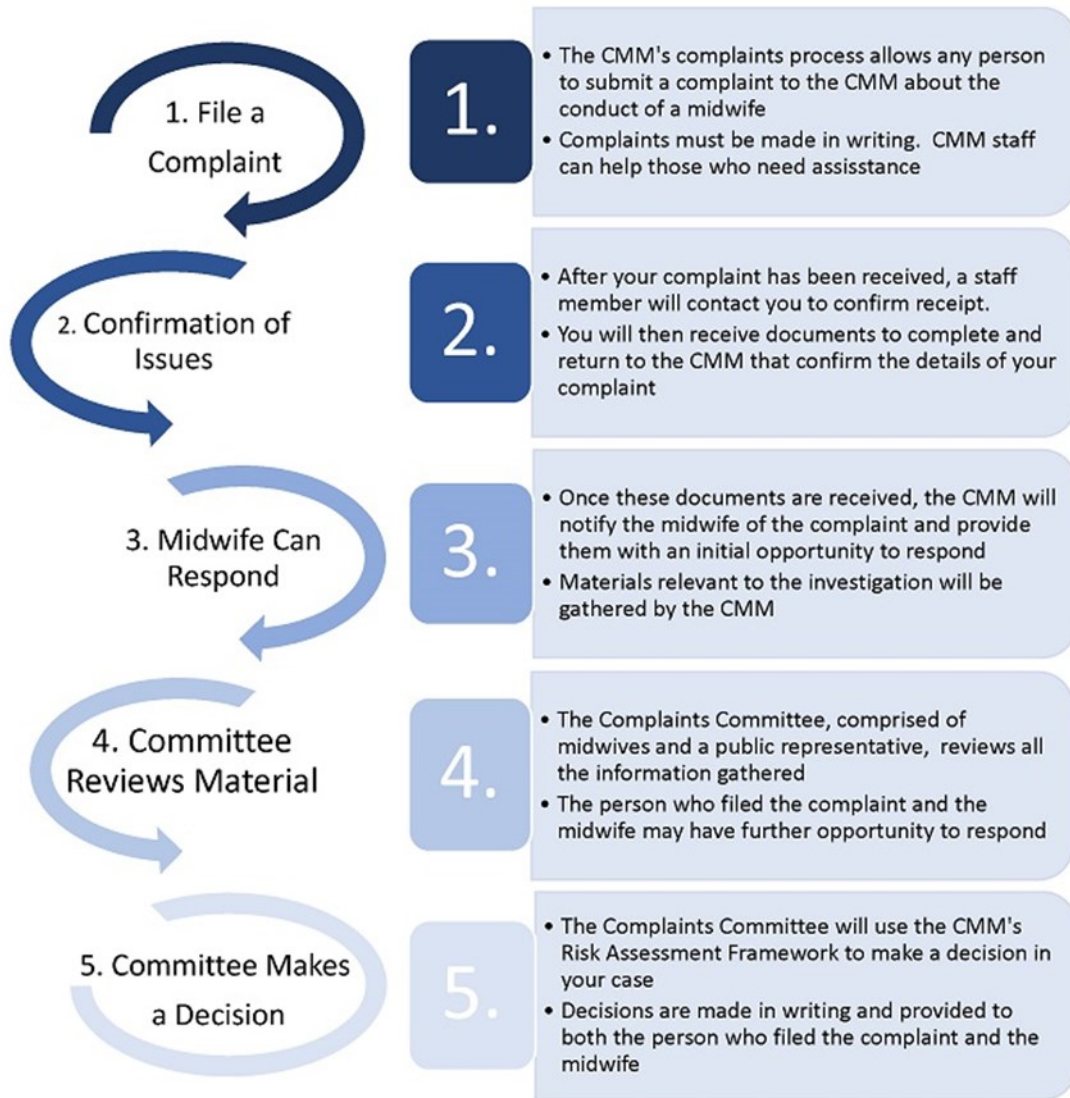 1. File a
Complaint
1.
• The CMM's complaints process allows any person
to submit a complaint to the CMM about the
conduct of a midwife
• Complaints must be made in writing.  CMM staff
can help those who need assisstance
2. Confirmation of
Issues
2.
• After your complaint has been received, a staff
member will contact you to confirm receipt.
• You will then receive documents to complete and
return to the CMM that confirm the details of your
complaint
3. Midwife Can
Respond
3.
• Once these documents are received, the CMM will
notify the midwife of the complaint and provide
them with an initial opportunity to respond
• Materials relevant to the investigation will be
gathered by the CMM
4. Committee
Reviews Material
4.
• The Complaints Committee, comprised of
midwives and a public representative,  reviews all
the information gathered
• The person who filed the complaint and the
midwife may have further opportunity to respond
5. Committee Makes
a Decision
5.
• The Complaints Committee will use the CMM's
Risk Assessment Framework to make a decision in
your case
• Decisions are made in writing and provided to
both the person who filed the complaint and the
midwife